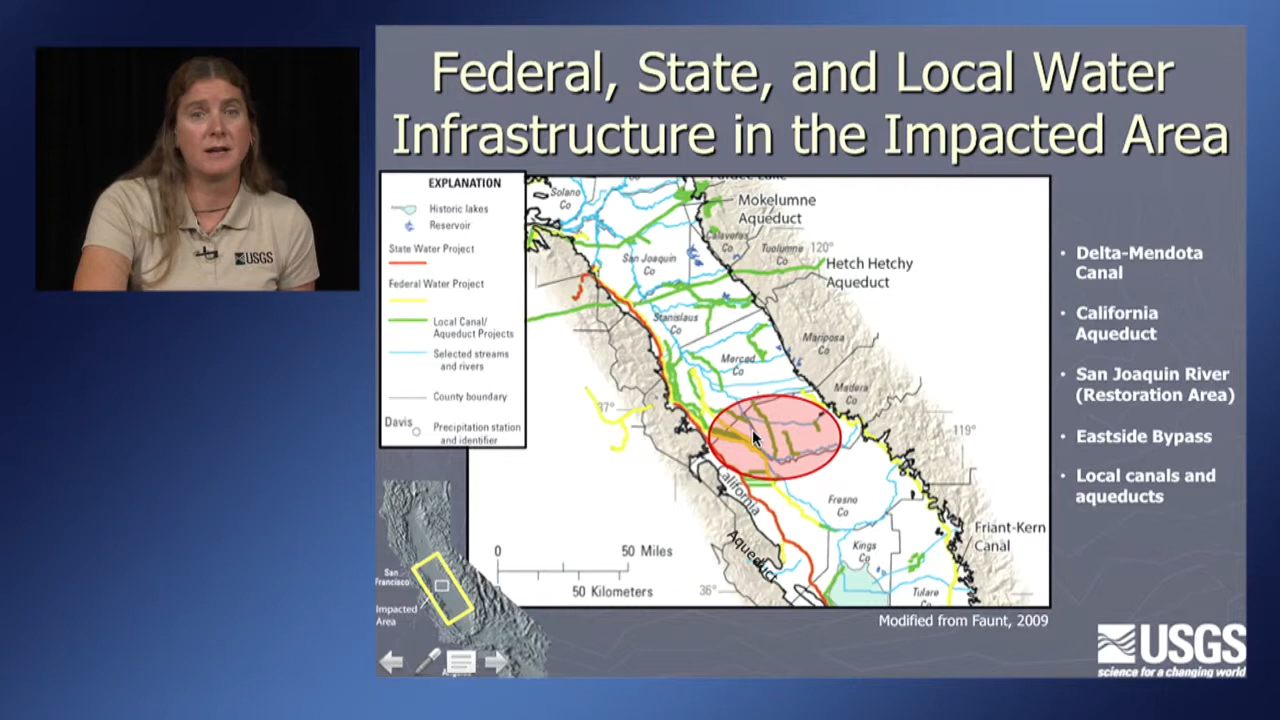 Federal, State, and Local Water
Infrastructure in the Impacted Area
USGS
EXPLANATION
Historic lakes
Reservoir
State Water Project
Federal Water Project
Local Canal/
Aqueduct Projects
Selected streams
and rivers
County boundary
Davis
Precipitation station
and identifier
Solano
Co
Mokelumne
Aqueduct
Calaveras
Co
Tuolumne
Co
120°
San Joaquin
Co
Hetch Hetchy
Aqueduct
Stanislaus
Co
Mariposa
Co
Merced
Co
Madera
Co
37°
119°
California
Aqueduct
Fresno
Co
Friant-Kern
Canal
Kings
Co
Tulare
Co
0
50 Miles
50 Kilometers
36°
San
Francisco
Impacted
Area
Modified from Faunt, 2009
• Delta-Mendota
Canal
• California
Aqueduct
• San Joaquin River
(Restoration Area)
• Eastside Bypass
• Local canals and
aqueducts
USGS
science for a changing world